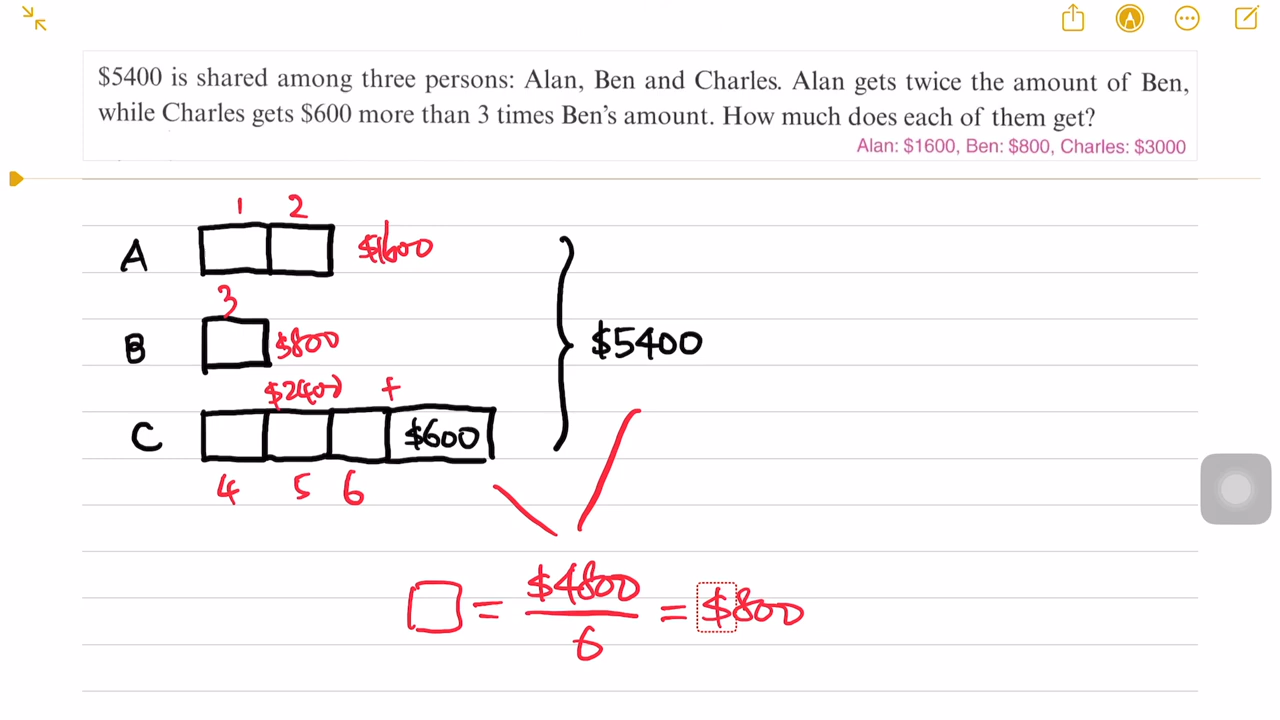 $5400 is shared among three persons: Alan, Ben and Charles. Alan gets twice the amount of Ben,
while Charles gets $600 more than 3 times Ben's amount. How much does each of them get?
Alan: $1600, Ben: $800, Charles: $3000
1 2
A $1600
3
B $800
$5400
$2400 +
C $600
4 5 6
= $4800 / 6 = $800